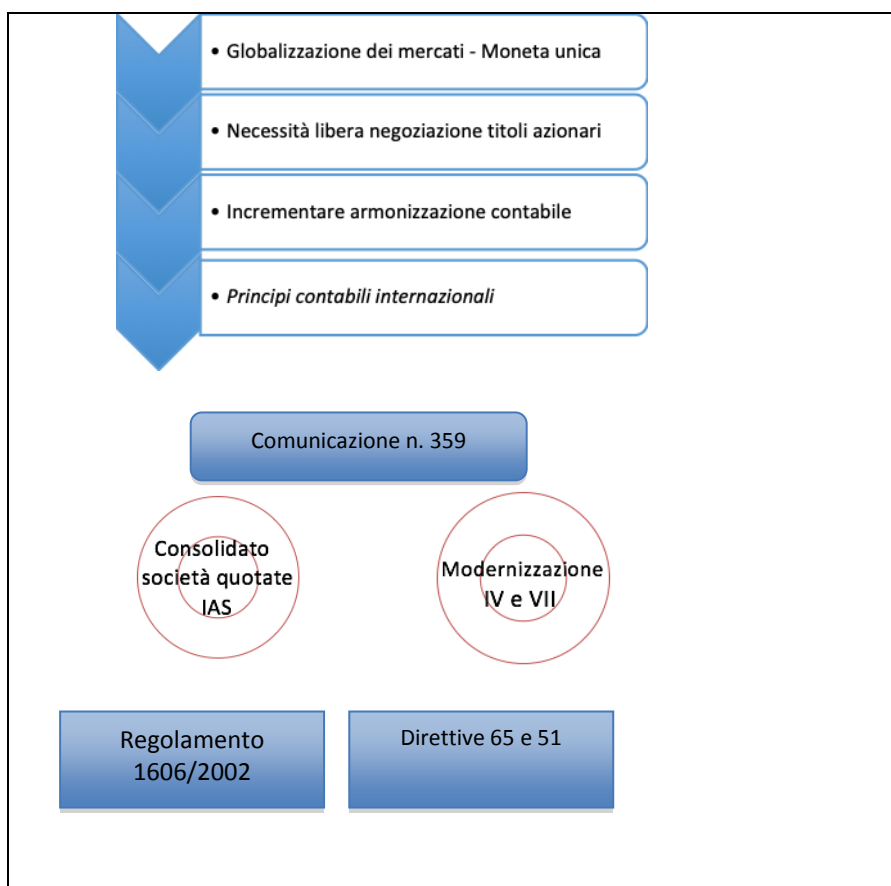 • Globalizzazione dei mercati - Moneta unica
• Necessità libera negoziazione titoli azionari
• Incrementare armonizzazione contabile
• Principi contabili internazionali
Comunicazione n. 359
Consolidato
società quotate
IAS
Modernizzazione
IV e VII
Regolamento
1606/2002
Direttive 65 e 51